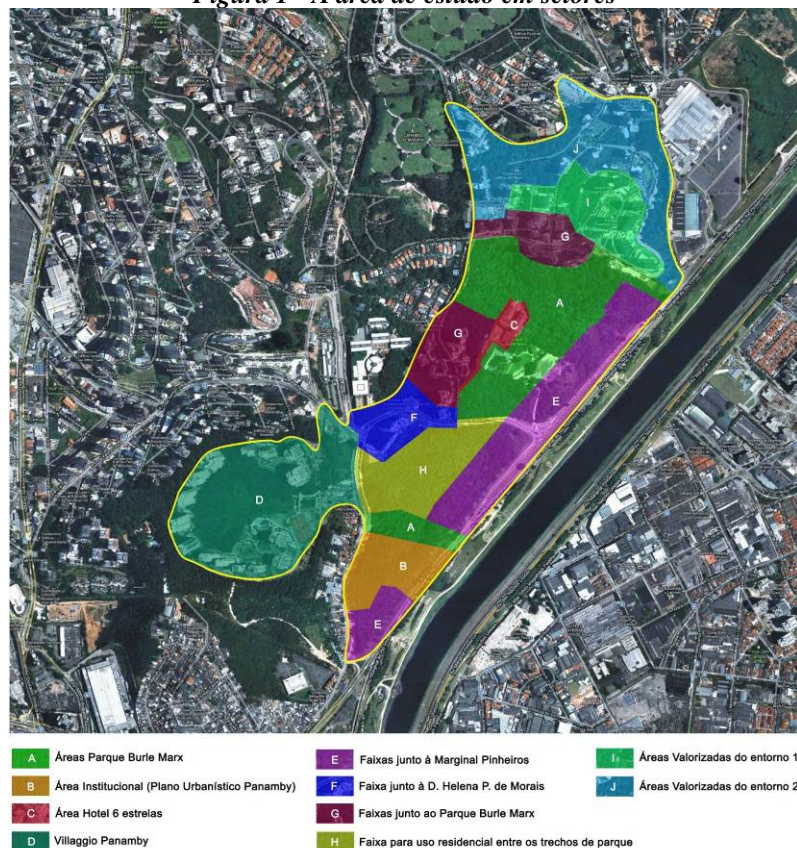 Figura 1 - A área de estudo em setores
J
I
G
A
C
G
E
F
H
D
A
B
E
A Áreas Parque Burle Marx
B Área Institucional (Plano Urbanístico Panamby)
C Área Hotel 6 estrelas
D Villaggio Panamby
E Faixas junto à Marginal Pinheiros
F Faixa junto à D. Helena P. de Morais
G Faixas junto ao Parque Burle Marx
H Faixa para uso residencial entre os trechos de parque
I Áreas Valorizadas do entorno 1
J Áreas Valorizadas do entorno 2